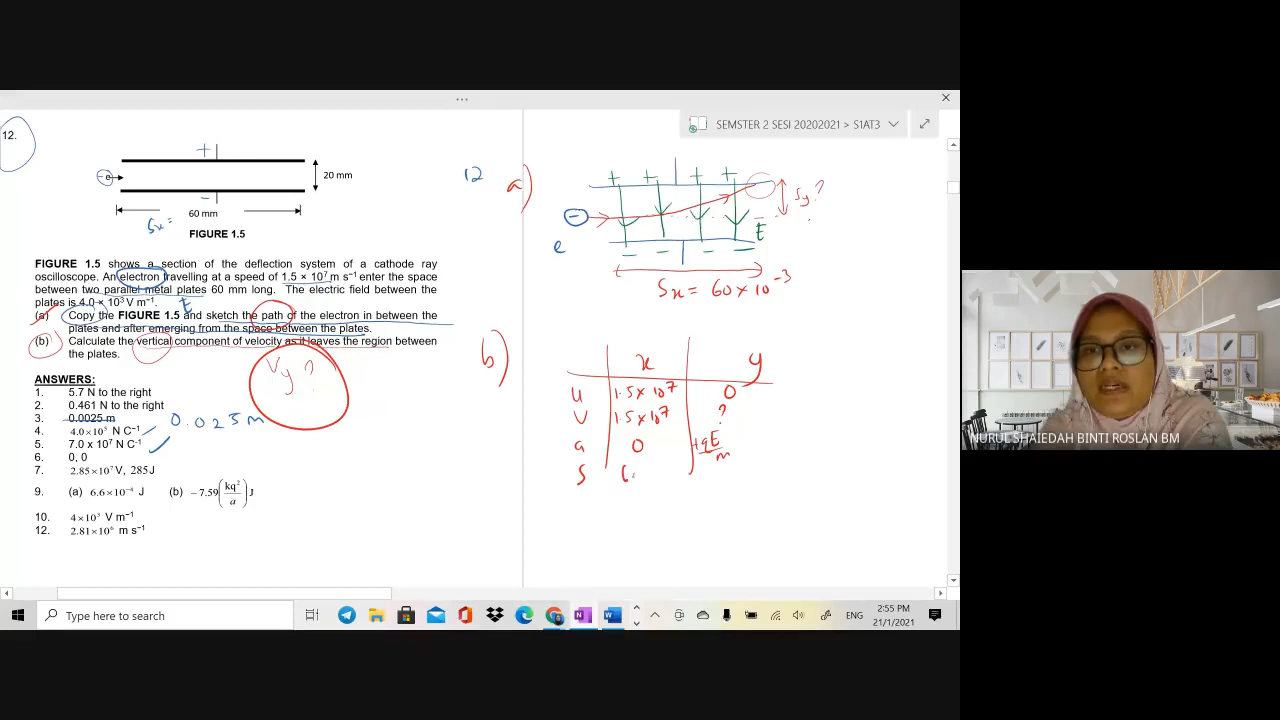 12.
+
-
20 mm
60 mm
Sx =
FIGURE 1.5
FIGURE 1.5 shows a section of the deflection system of a cathode ray
oscilloscope. An electron travelling at a speed of 1.5 × 10⁷ m s⁻¹ enter the space
between two parallel metal plates 60 mm long. The electric field between the
plates is 4.0 × 10³ V m⁻¹.
E
(a) Copy the FIGURE 1.5 and sketch the path of the electron in between the
plates and after emerging from the space between the plates.
(b) Calculate the vertical component of velocity as it leaves the region between
the plates.
Vy ?
ANSWERS:
1. 5.7 N to the right
2. 0.461 N to the right
3. 0.0025 m
0.025 m
4. 4.0×10⁵ N C⁻¹
5. 7.0 x 10⁷ N C⁻¹
6. 0, 0
7. 2.85×10⁷ V, 285J
9. (a) 6.6×10⁻⁴ J (b) −7.59(kq²/a)J
10. 4×10³ V m⁻¹
12. 2.81×10⁶ m s⁻¹
SEMSTER 2 SESI 20202021 > S1AT3
12 a)
+ + + +
- e
Sy?
E
- - - -
Sx = 60 × 10⁻³
b)
x y
u 1.5 × 10⁷ 0
v 1.5 × 10⁷ ?
a 0 +qE/m
s 6
NURUL SHAIEDAH BINTI ROSLAN BM
Type here to search
ENG
2:55 PM
21/1/2021